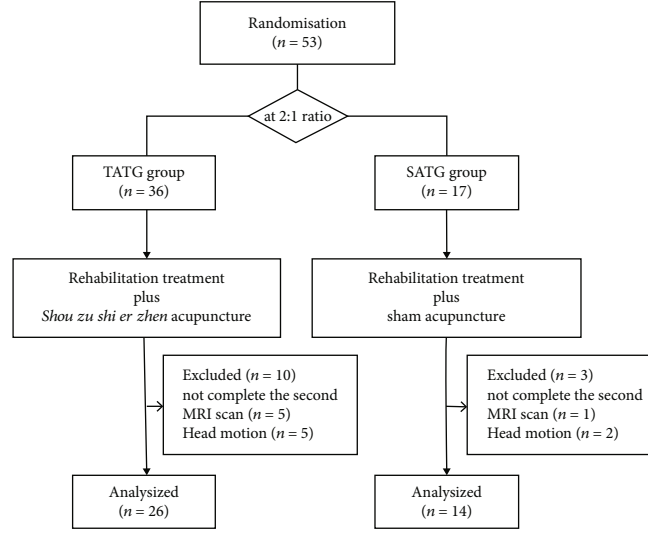 Randomisation
(n = 53)
at 2:1 ratio
TATG group
(n = 36)
SATG group
(n = 17)
Rehabilitation treatment
plus
Shou zu shi er zhen acupuncture
Rehabilitation treatment
plus
sham acupuncture
Excluded (n = 10)
not complete the second
MRI scan (n = 5)
Head motion (n = 5)
Excluded (n = 3)
not complete the second
MRI scan (n = 1)
Head motion (n = 2)
Analysized
(n = 26)
Analysized
(n = 14)